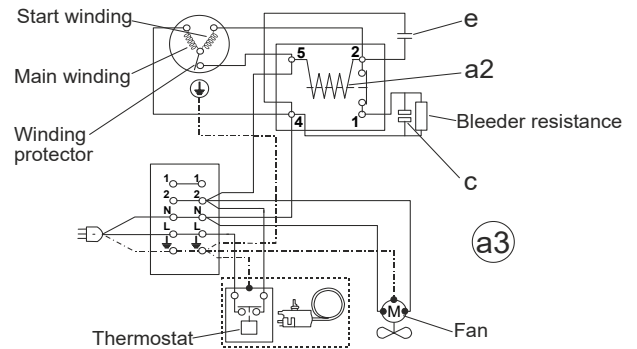 Start winding
e
5
2
a2
Main winding
Winding
protector
4
1
Bleeder resistance
c
1 1
2 2
N N
L L
a3
M
Thermostat
Fan